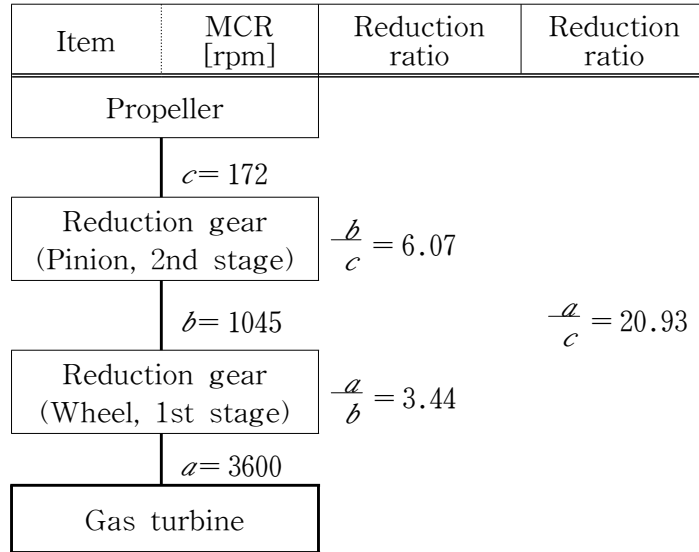 Item
MCR
[rpm]
Reduction
ratio
Reduction
ratio
Propeller
c= 172
Reduction gear
(Pinion, 2nd stage)
b/c = 6.07
b= 1045
a/c = 20.93
Reduction gear
(Wheel, 1st stage)
a/b = 3.44
a= 3600
Gas turbine